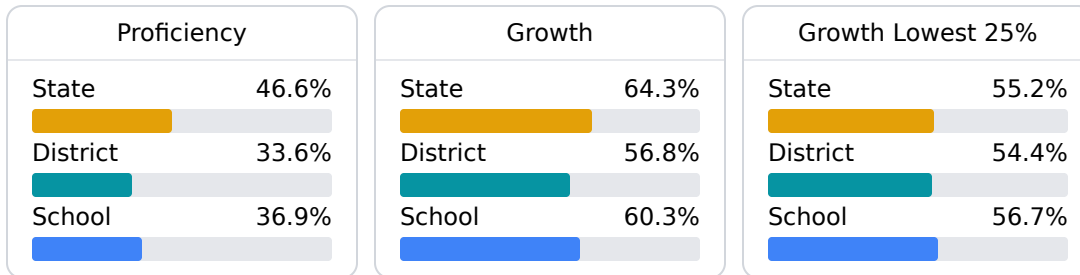 Proficiency
State 46.6%
District 33.6%
School 36.9%
Growth
State 64.3%
District 56.8%
School 60.3%
Growth Lowest 25%
State 55.2%
District 54.4%
School 56.7%